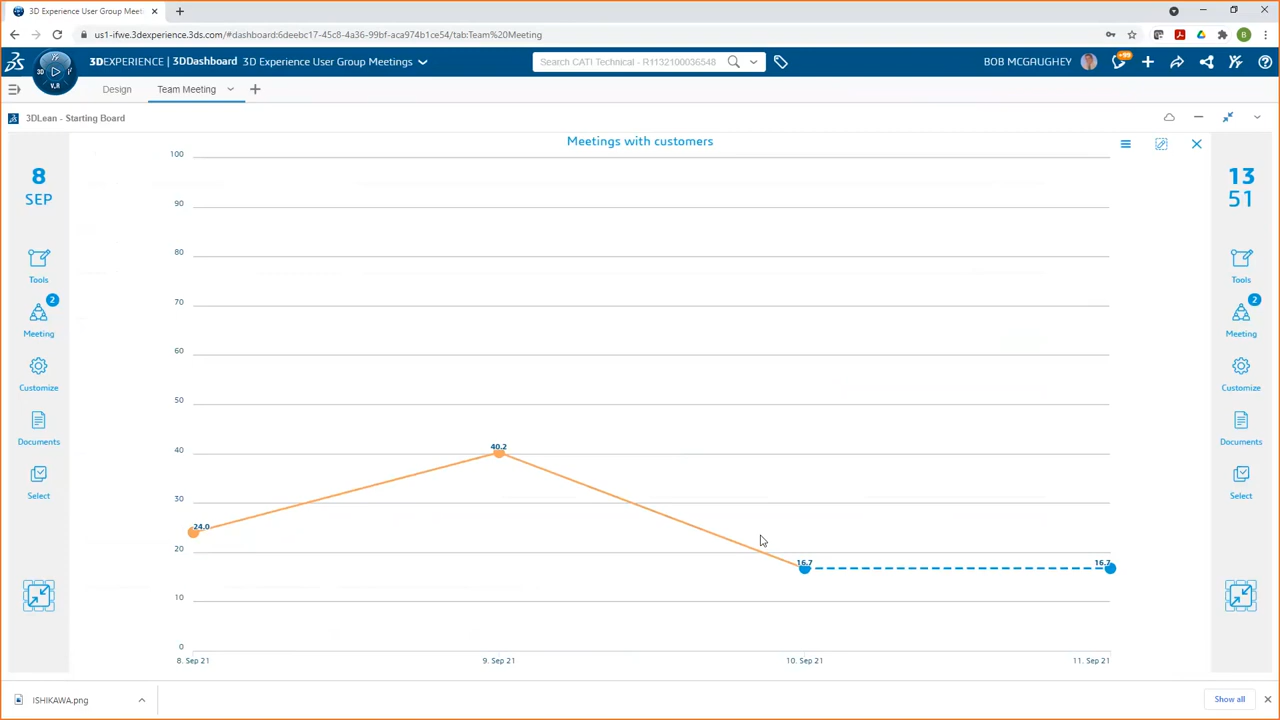 3D Experience User Group Meeti
us1-ifwe.3dexperience.3ds.com/#dashboard:6deebc17-45c8-4a36-99bf-aca974b1ce54/tab:Team%20Meeting
B
3DEXPERIENCE | 3DDashboard 3D Experience User Group Meetings
Search CATI Technical - R1132100036548
BOB MCGAUGHEY
+99
3D
V.R
Design
Team Meeting
3DLean - Starting Board
8
SEP
Tools
2
Meeting
Customize
Documents
Select
Meetings with customers
100
90
80
70
60
50
40
30
20
10
0
24.0
40.2
16.7
16.7
8. Sep 21
9. Sep 21
10. Sep 21
11. Sep 21
13
51
Tools
2
Meeting
Customize
Documents
Select
ISHIKAWA.png
Show all